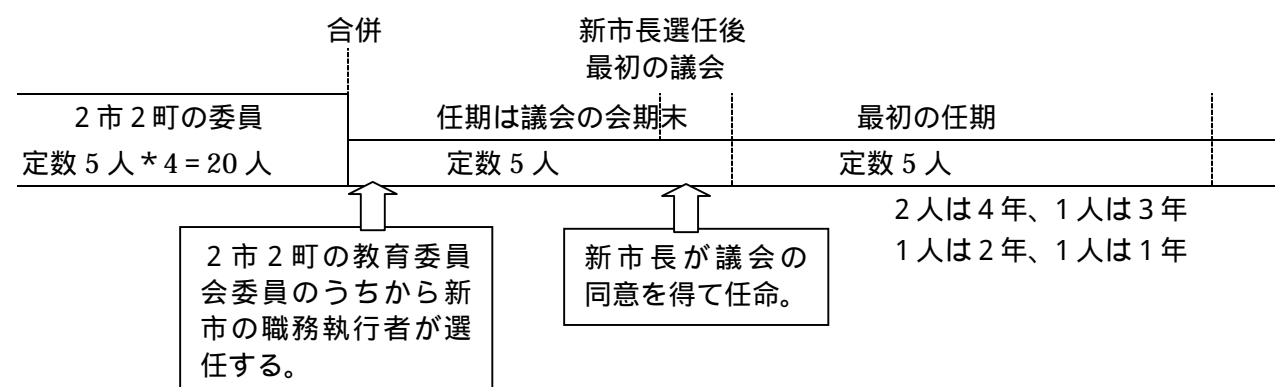 合併
新市長選任後
最初の議会
2市2町の委員
任期は議会の会期末
最初の任期
定数5人*4=20人
定数5人
定数5人
2人は4年、1人は3年
1人は2年、1人は1年
2市2町の教育委員
会委員のうちから新
市の職務執行者が選
任する。
新市長が議会の
同意を得て任命。